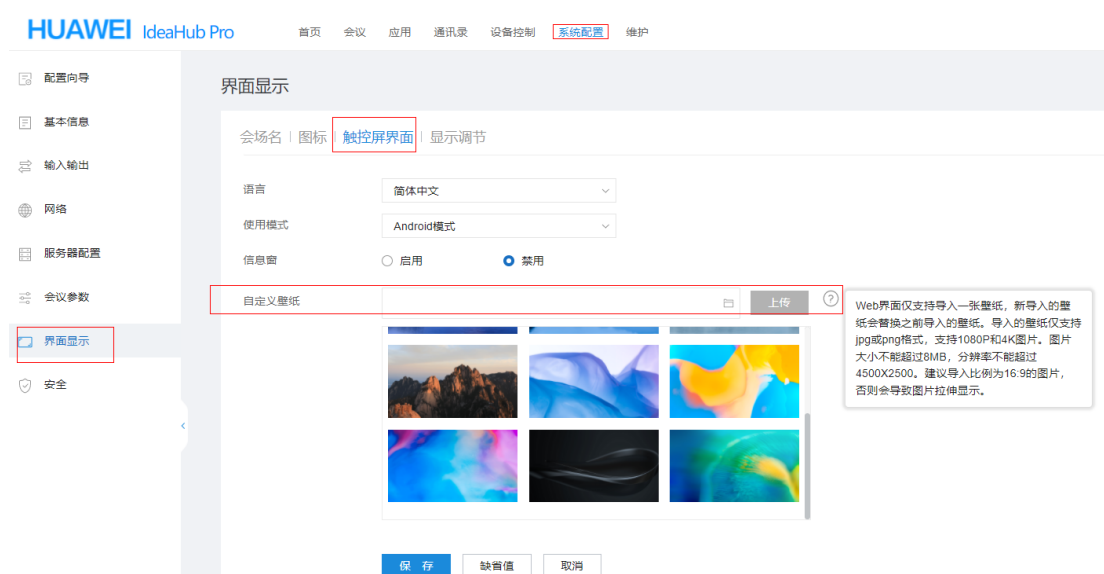 HUAWEI IdeaHub Pro
首页 会议 应用 通讯录 设备控制 系统配置 维护
配置向导
基本信息
输入输出
网络
服务器配置
会议参数
界面显示
安全
界面显示
会场名 图标 触控屏界面 显示调节
语言 简体中文
使用模式 Android模式
信息窗 启用 禁用
自定义壁纸 上传 ?
Web界面仅支持导入一张壁纸，新导入的壁
纸会替换之前导入的壁纸。导入的壁纸仅支持
jpg或png格式，支持1080P和4K图片。图片
大小不能超过8MB，分辨率不能超过
4500X2500。建议导入比例为16:9的图片，
否则会导致图片拉伸显示。
保存 缺省值 取消